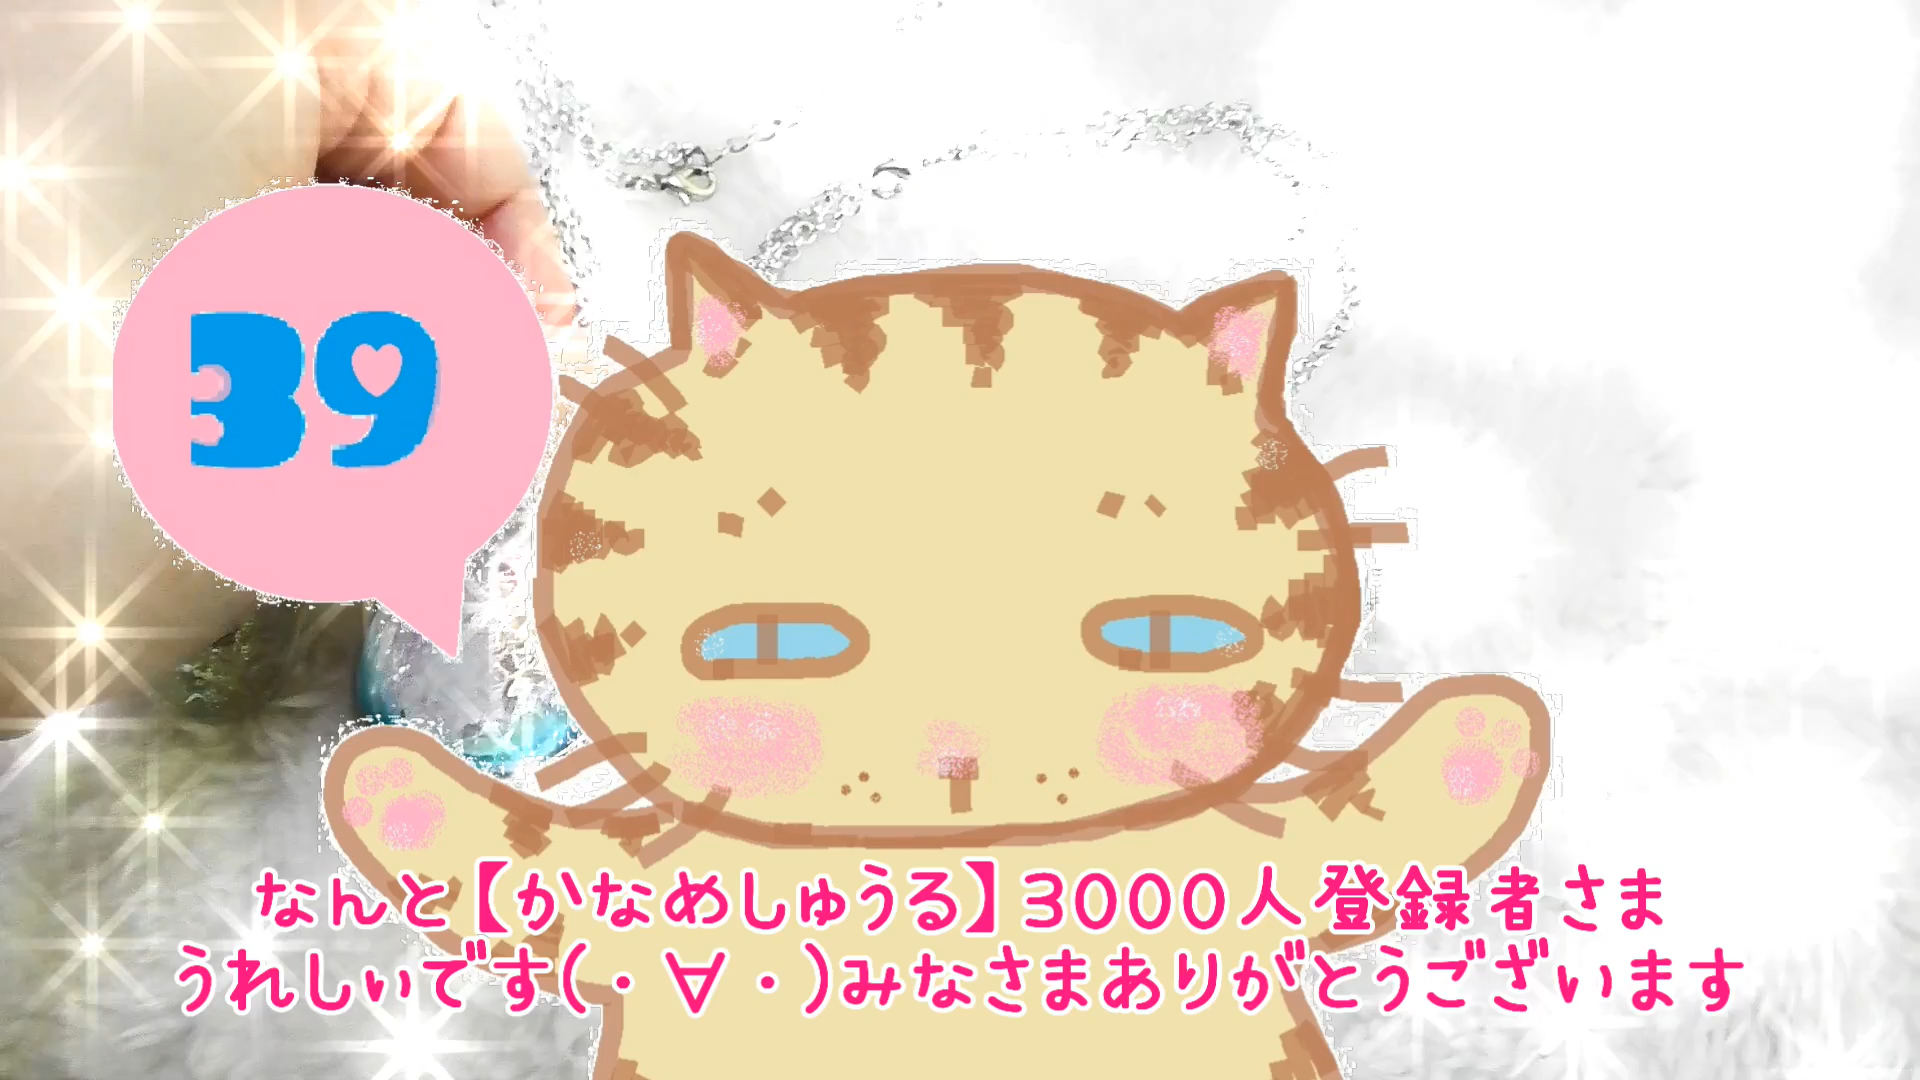 39
なんと【かなめしゅうる】3000人登録者さま
うれしぃです(・∀・)みなさまありがとうございます